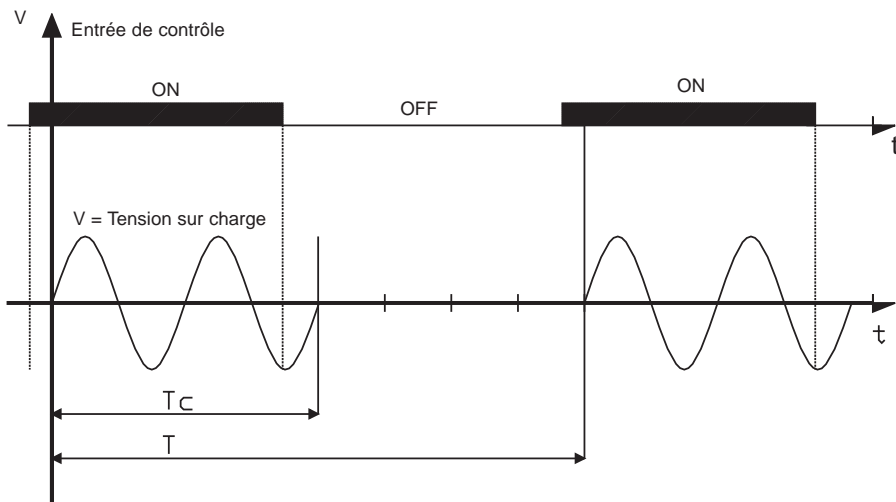 V
Entrée de contrôle
ON
ON
OFF
t
V = Tension sur charge
t
Tc
T